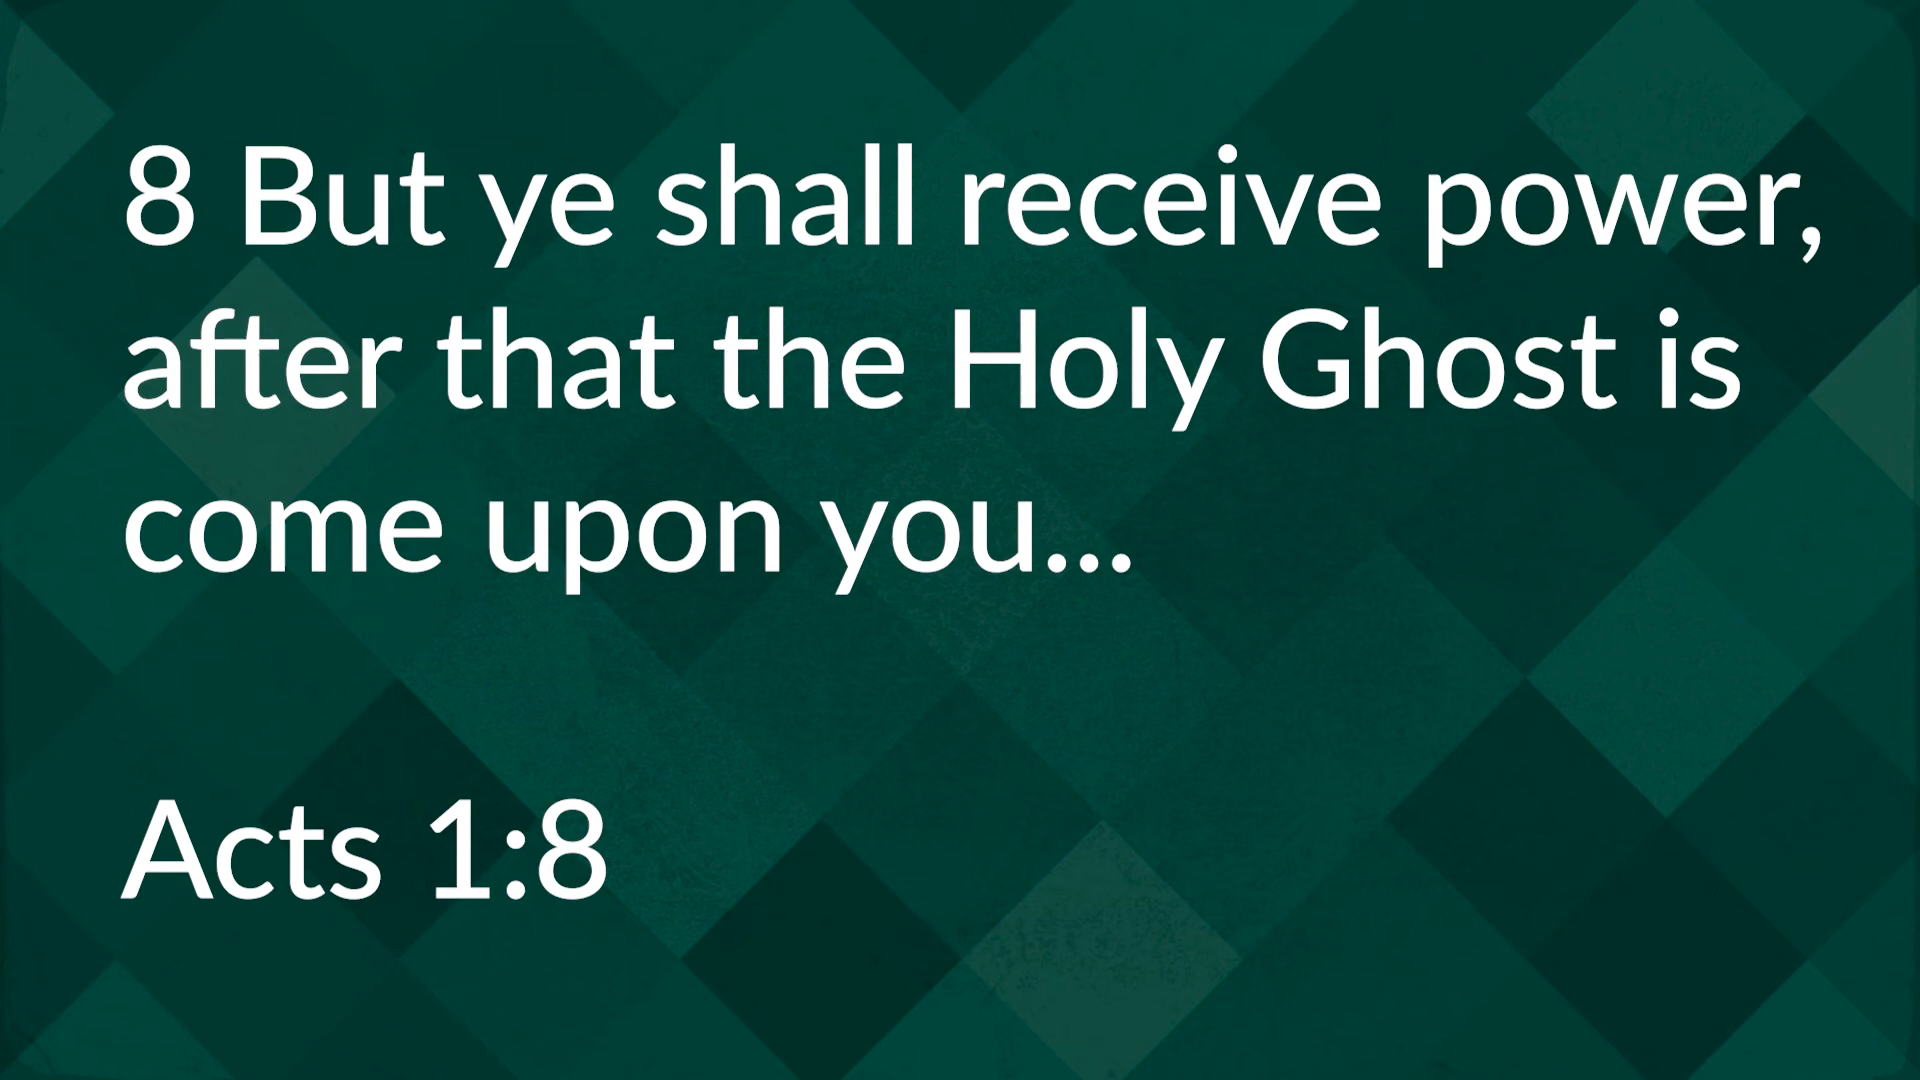 8 But ye shall receive power,
after that the Holy Ghost is
come upon you...
Acts 1:8